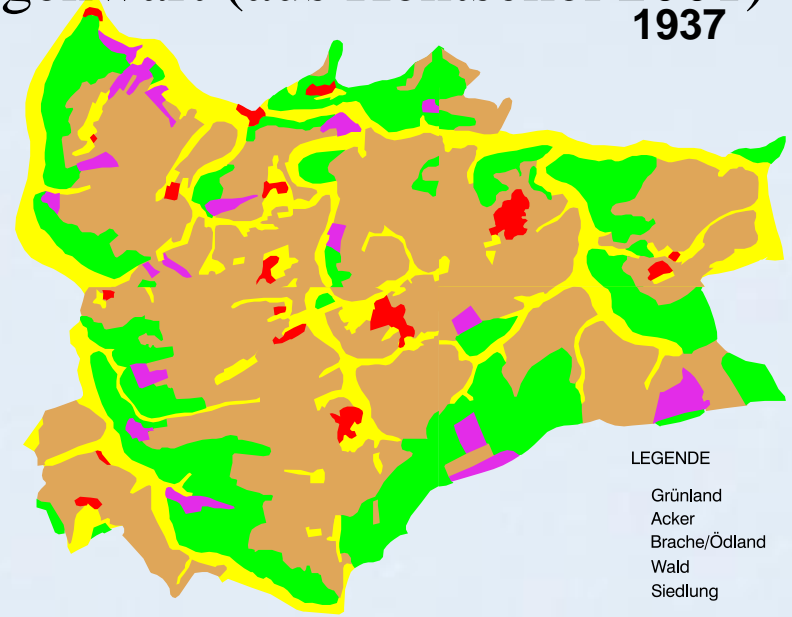 1937
LEGENDE
Grünland
Acker
Brache/Ödland
Wald
Siedlung